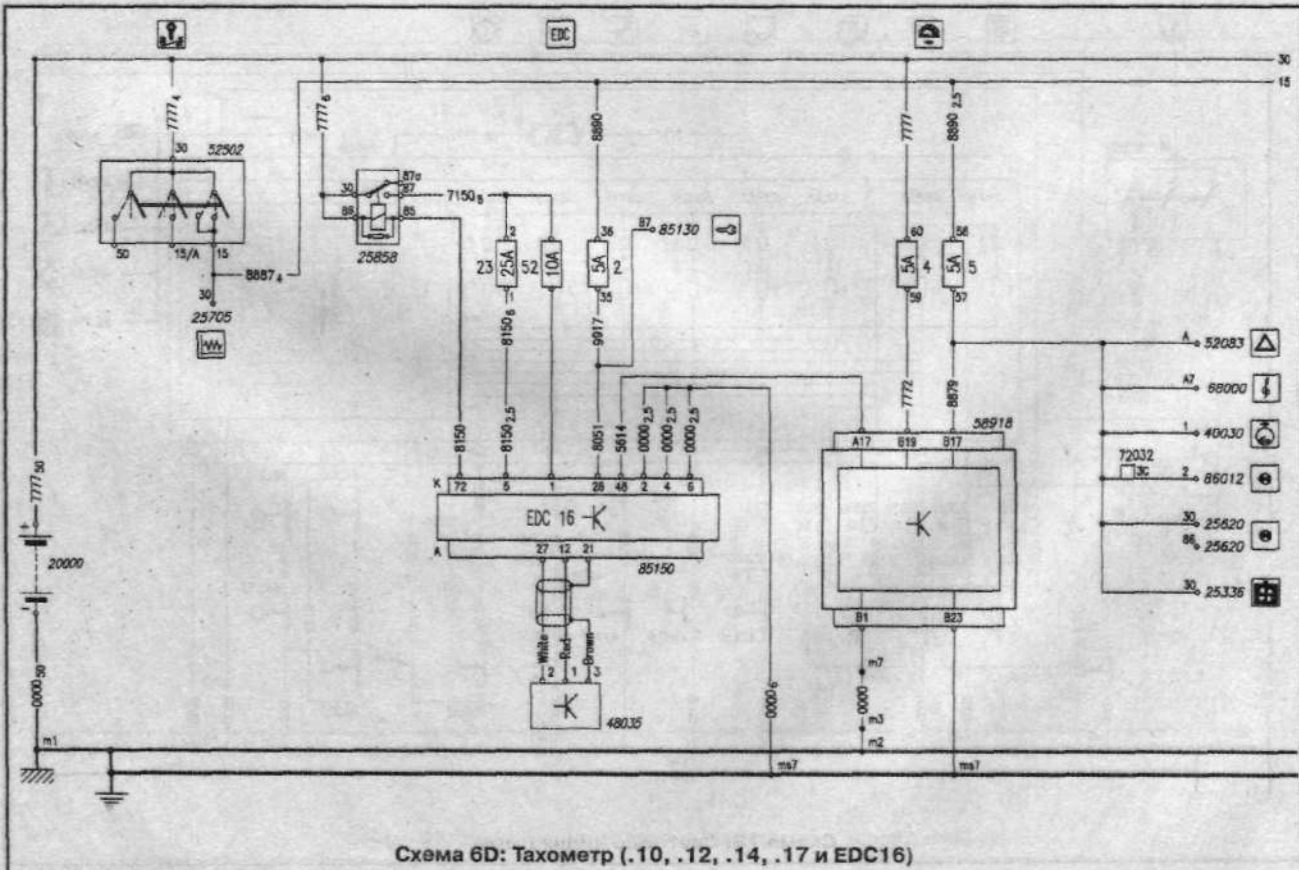 EDC
30
15
7777 4
7777 6
8890
7777
8890 2,5
30 52502
87a
30 87
7150 6
86 85
87 85130
50 15/A 15
25858
2
36
60
58
23 25A
52 10A
5A 2
5A 4
5A 5
8887 4
1
35
59
57
30
25705
8150 6
9917
A 52083
7772
8879
A7 68000
58918
8150
8150 2,5
8051
5614
0000 2,5
0000 2,5
0000 2,5
A17 B19 B17
1 40030
72032
3C
2 86012
7777 50
K 72 5 1 26 48 2 4 6
EDC 16
30 25620
86 25620
+
20000
-
A 27 12 21
85150
30 25336
White
Red
Brown
B1 B23
2 1 3
48035
m7
0000
m3
0000 50
0000 6
m1
m2
ms7
ms7
Схема 6D: Тахометр (.10, .12, .14, .17 и EDC16)